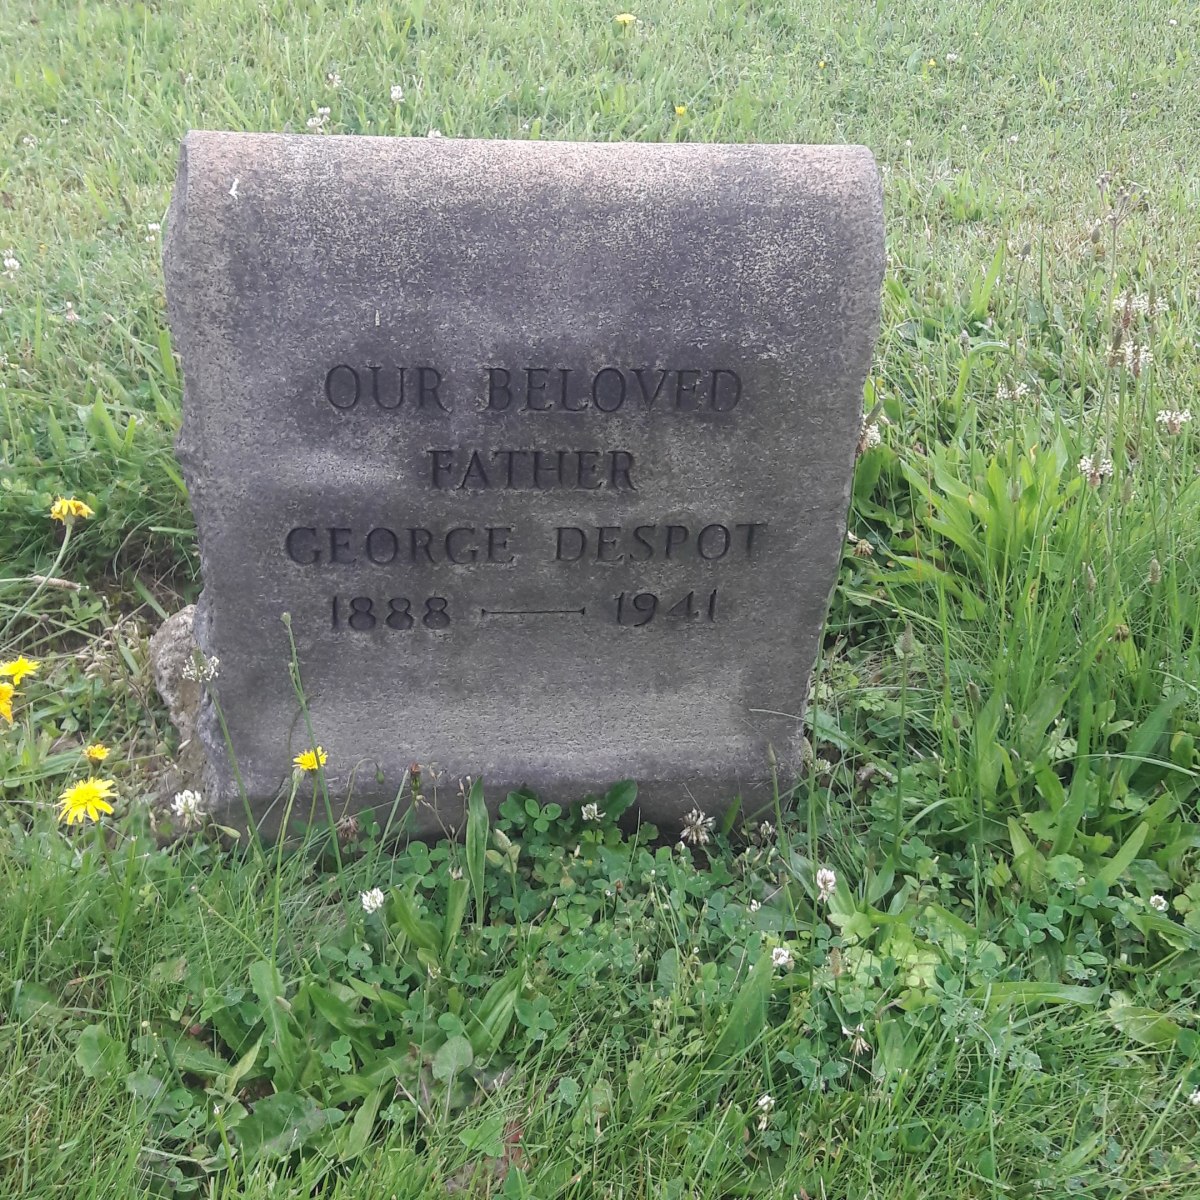 OUR BELOVED
FATHER
GEORGE DESPOT
1888 — 1941